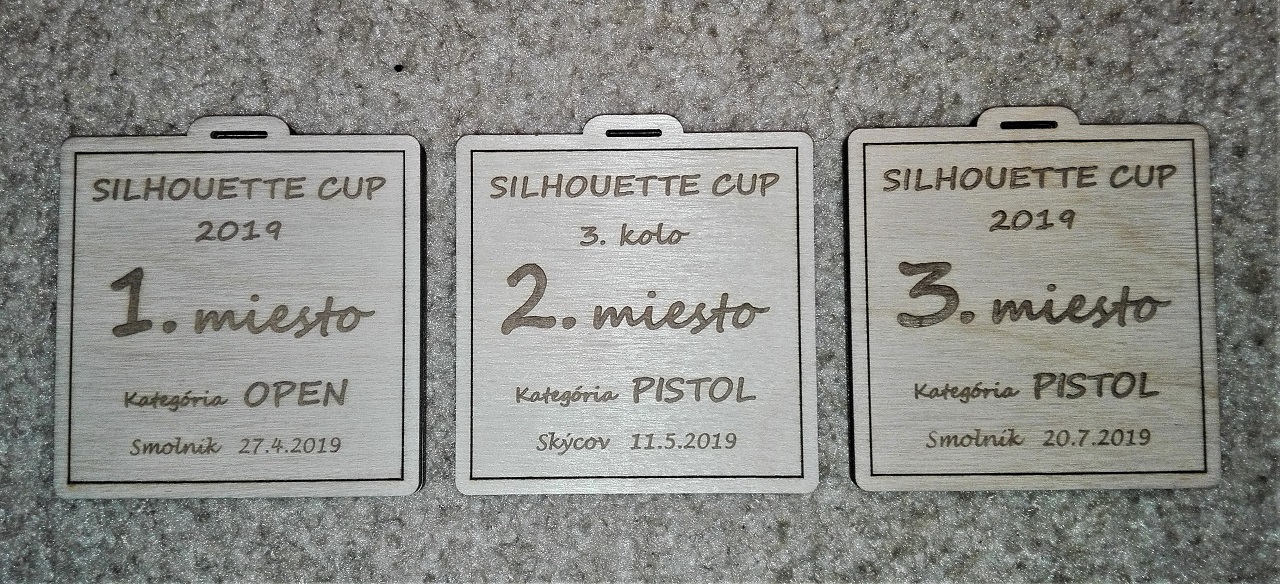 SILHOUETTE CUP
2019
1. miesto
Kategória OPEN
Smolník 27.4.2019
SILHOUETTE CUP
3. kolo
2. miesto
Kategória PISTOL
Skýcov 11.5.2019
SILHOUETTE CUP
2019
3. miesto
Kategória PISTOL
Smolník 20.7.2019